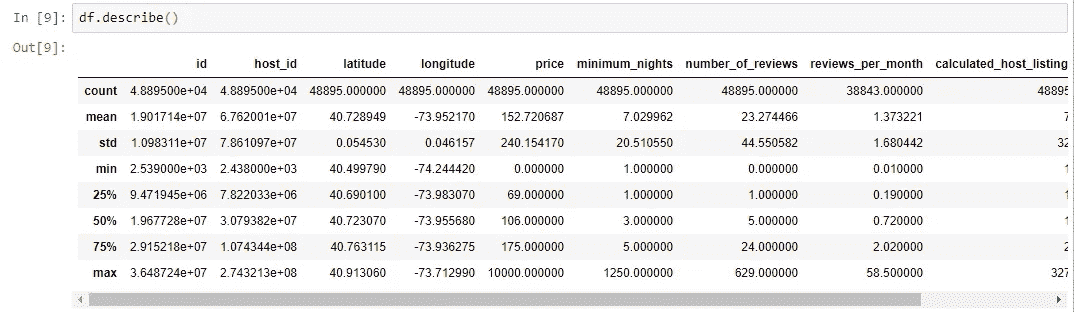 In [9]: df.describe()
Out[9]:
id host_id latitude longitude price minimum_nights number_of_reviews reviews_per_month calculated_host_listing
count 4.889500e+04 4.889500e+04 48895.000000 48895.000000 48895.000000 48895.000000 48895.000000 38843.000000 48895
mean 1.901714e+07 6.762001e+07 40.728949 -73.952170 152.720687 7.029962 23.274466 1.373221 7
std 1.098311e+07 7.861097e+07 0.054530 0.046157 240.154170 20.510550 44.550582 1.680442 32
min 2.539000e+03 2.438000e+03 40.499790 -74.244420 0.000000 1.000000 0.000000 0.010000 1
25% 9.471945e+06 7.822033e+06 40.690100 -73.983070 69.000000 1.000000 1.000000 0.190000 1
50% 1.967728e+07 3.079382e+07 40.723070 -73.955680 106.000000 3.000000 5.000000 0.720000 1
75% 2.915218e+07 1.074344e+08 40.763115 -73.936275 175.000000 5.000000 24.000000 2.020000 2
max 3.648724e+07 2.743213e+08 40.913060 -73.712990 10000.000000 1250.000000 629.000000 58.500000 327